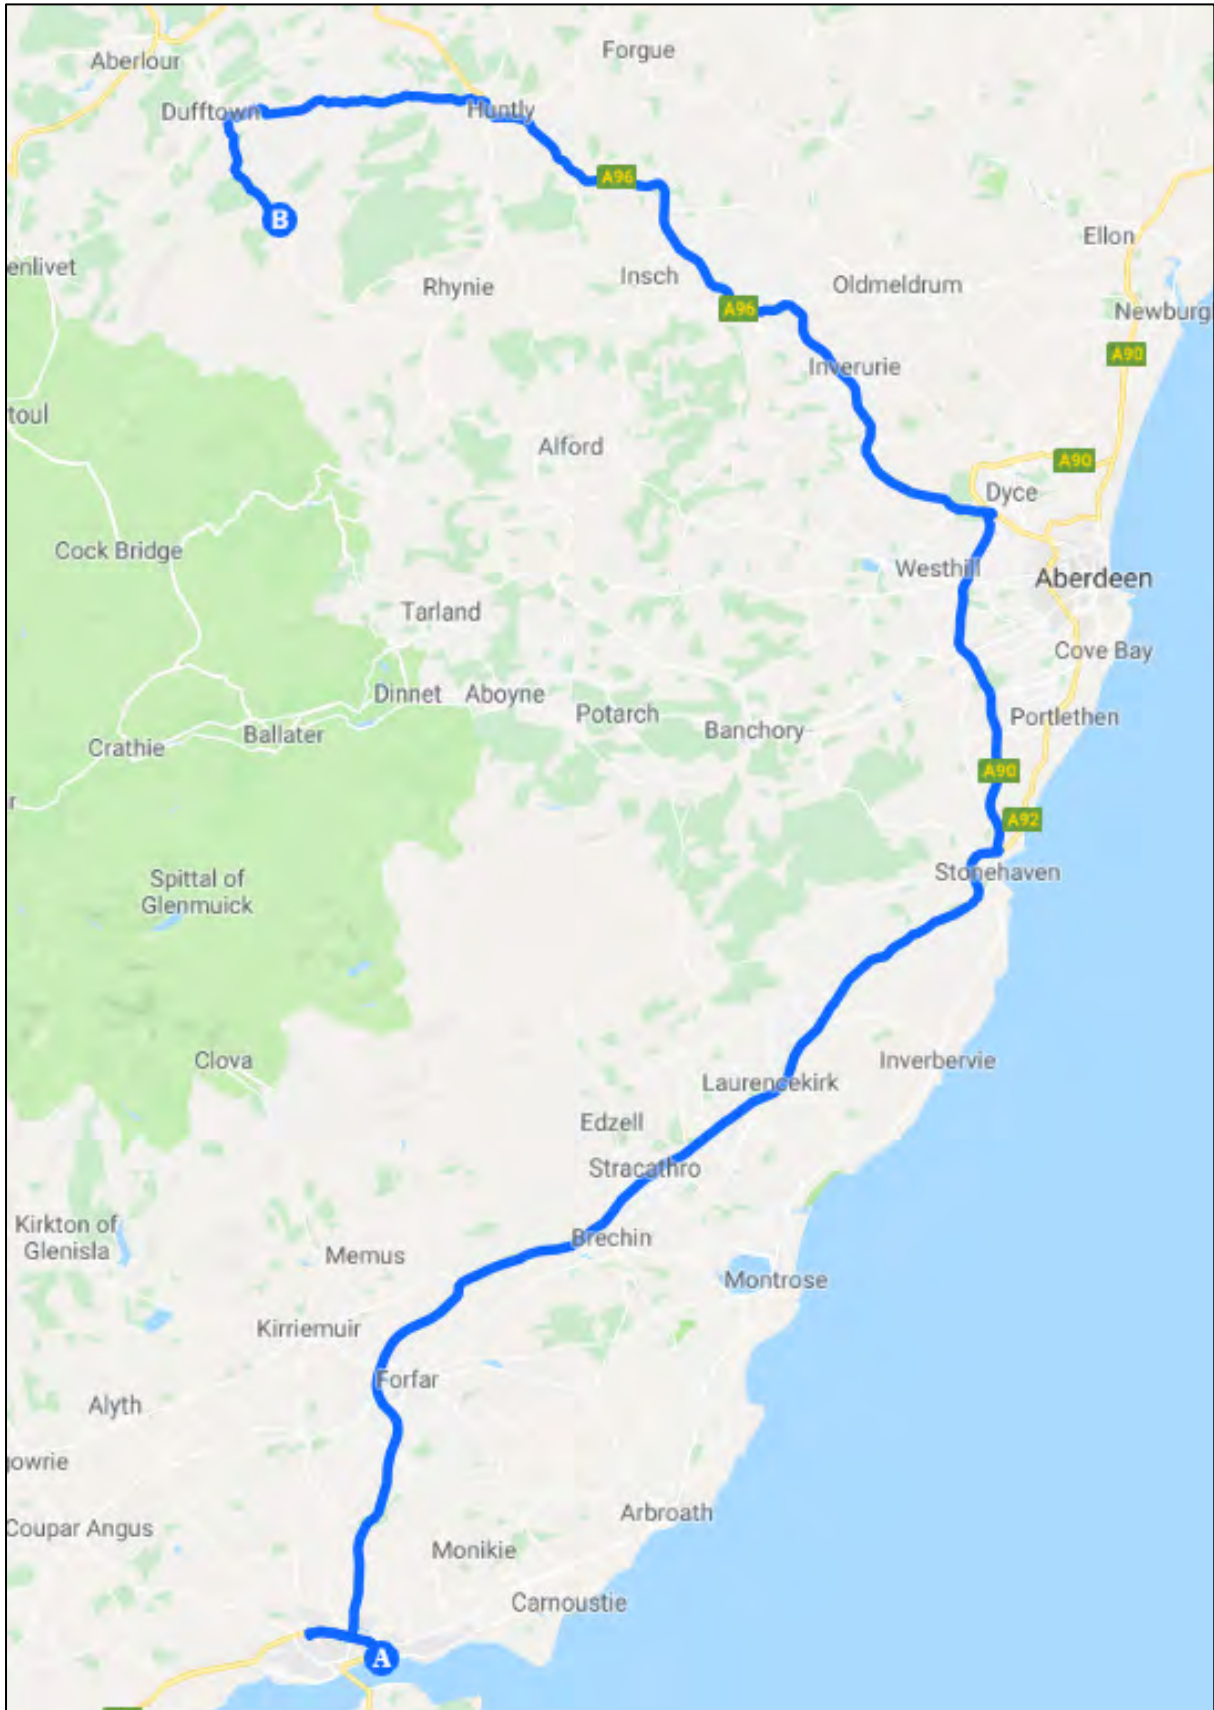 Forgue
Aberlour
Dufftown
Huntly
A96
B
Ellon
enlivet
Rhynie
Insch
Oldmeldrum
A96
Newburg
A90
Inverurie
toul
Alford
A90
Dyce
Cock Bridge
Westhill
Aberdeen
Tarland
Cove Bay
Dinnet
Aboyne
Potarch
Portlethen
Banchory
Ballater
Crathie
A90
r
A92
Stonehaven
Spittal of
Glenmuick
Clova
Inverbervie
Laurencekirk
Edzell
Stracathro
Kirkton of
Glenisla
Brechin
Memus
Montrose
Kirriemuir
Forfar
Alyth
gowrie
Arbroath
Coupar Angus
Monikie
Carnoustie
A